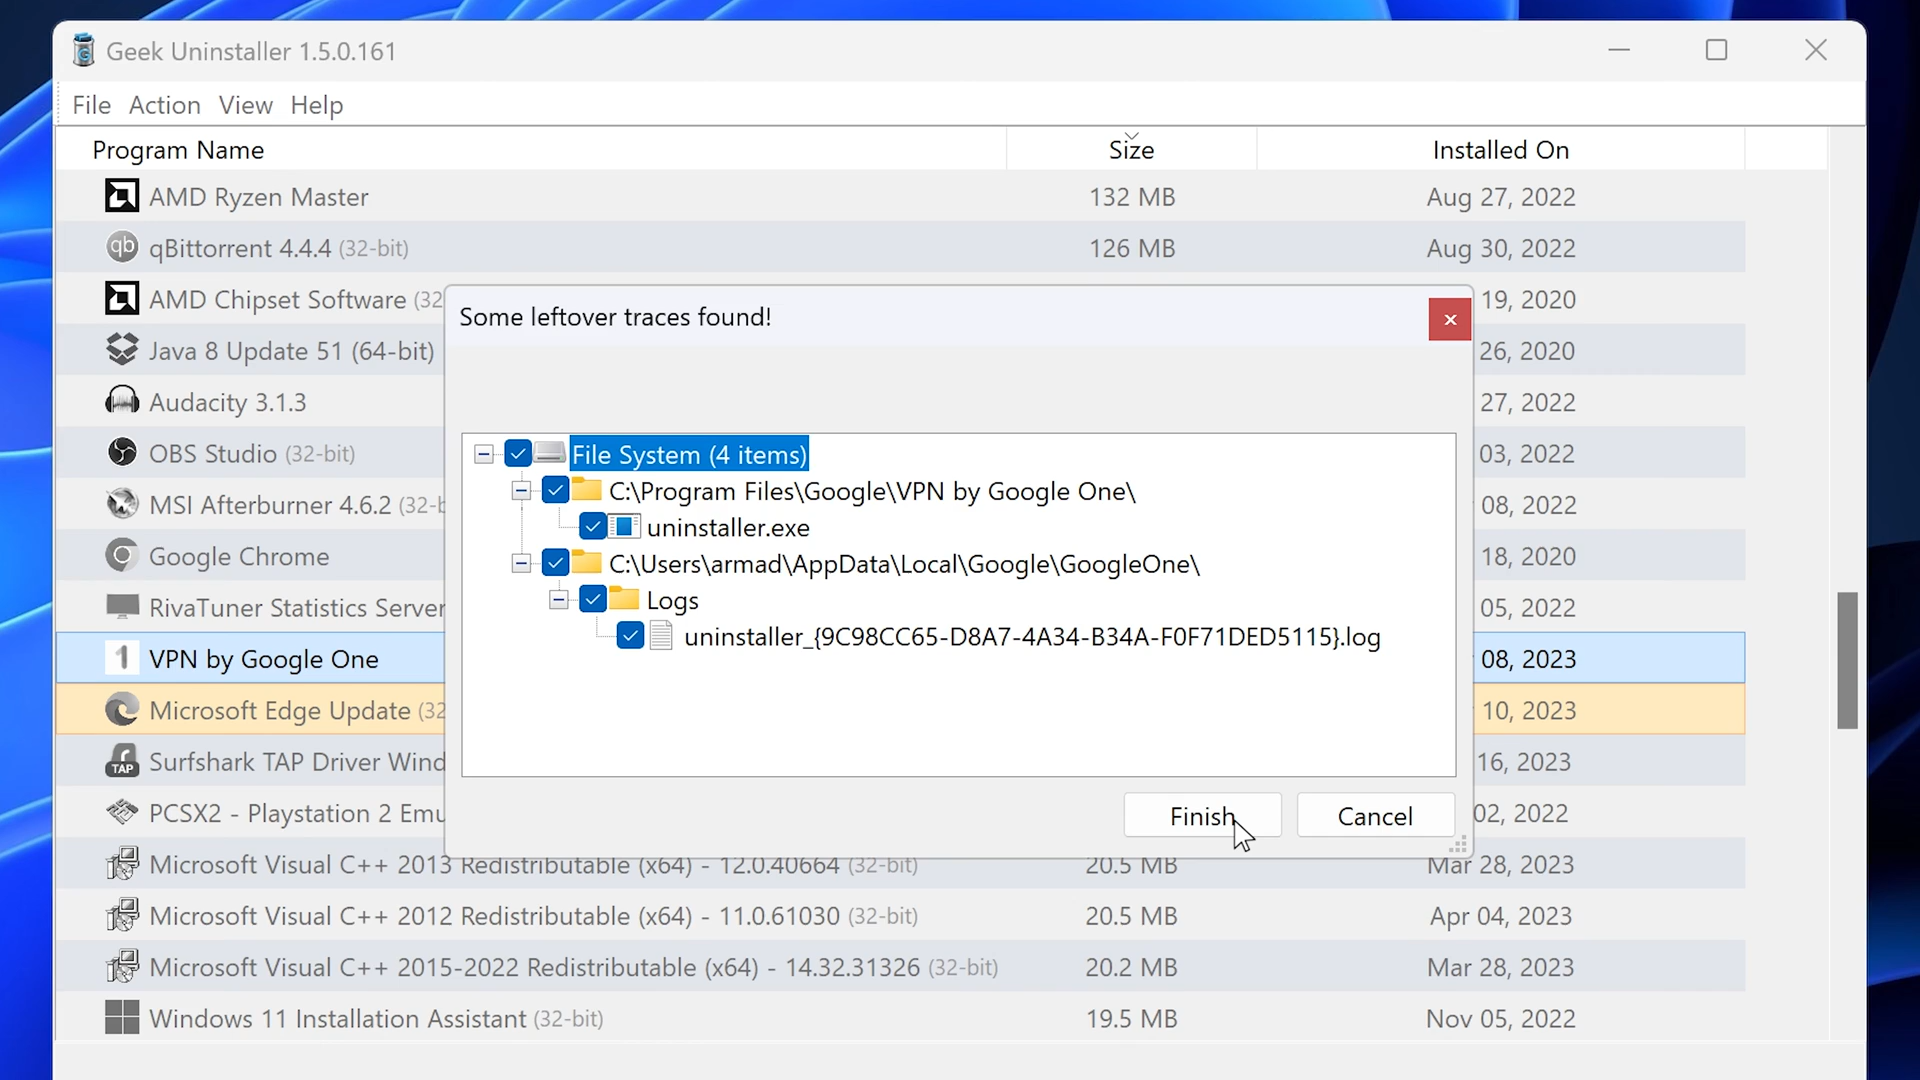 Geek Uninstaller 1.5.0.161
File Action View Help
Program Name Size Installed On
AMD Ryzen Master 132 MB Aug 27, 2022
qb qBittorrent 4.4.4 (32-bit) 126 MB Aug 30, 2022
AMD Chipset Software (32 19, 2020
Some leftover traces found!
Java 8 Update 51 (64-bit) 26, 2020
Audacity 3.1.3 27, 2022
OBS Studio (32-bit) 03, 2022
File System (4 items)
C:\Program Files\Google\VPN by Google One\
MSI Afterburner 4.6.2 (32-b 08, 2022
uninstaller.exe
Google Chrome 18, 2020
C:\Users\armad\AppData\Local\Google\GoogleOne\
Logs
RivaTuner Statistics Server 05, 2022
uninstaller_{9C98CC65-D8A7-4A34-B34A-F0F71DED5115}.log
1 VPN by Google One 08, 2023
Microsoft Edge Update (32 10, 2023
TAP Surfshark TAP Driver Wind 16, 2023
PCSX2 - Playstation 2 Emu 02, 2022
Finish Cancel
Microsoft Visual C++ 2013 Redistributable (x64) - 12.0.40664 (32-bit) 20.5 MB Mar 28, 2023
Microsoft Visual C++ 2012 Redistributable (x64) - 11.0.61030 (32-bit) 20.5 MB Apr 04, 2023
Microsoft Visual C++ 2015-2022 Redistributable (x64) - 14.32.31326 (32-bit) 20.2 MB Mar 28, 2023
Windows 11 Installation Assistant (32-bit) 19.5 MB Nov 05, 2022